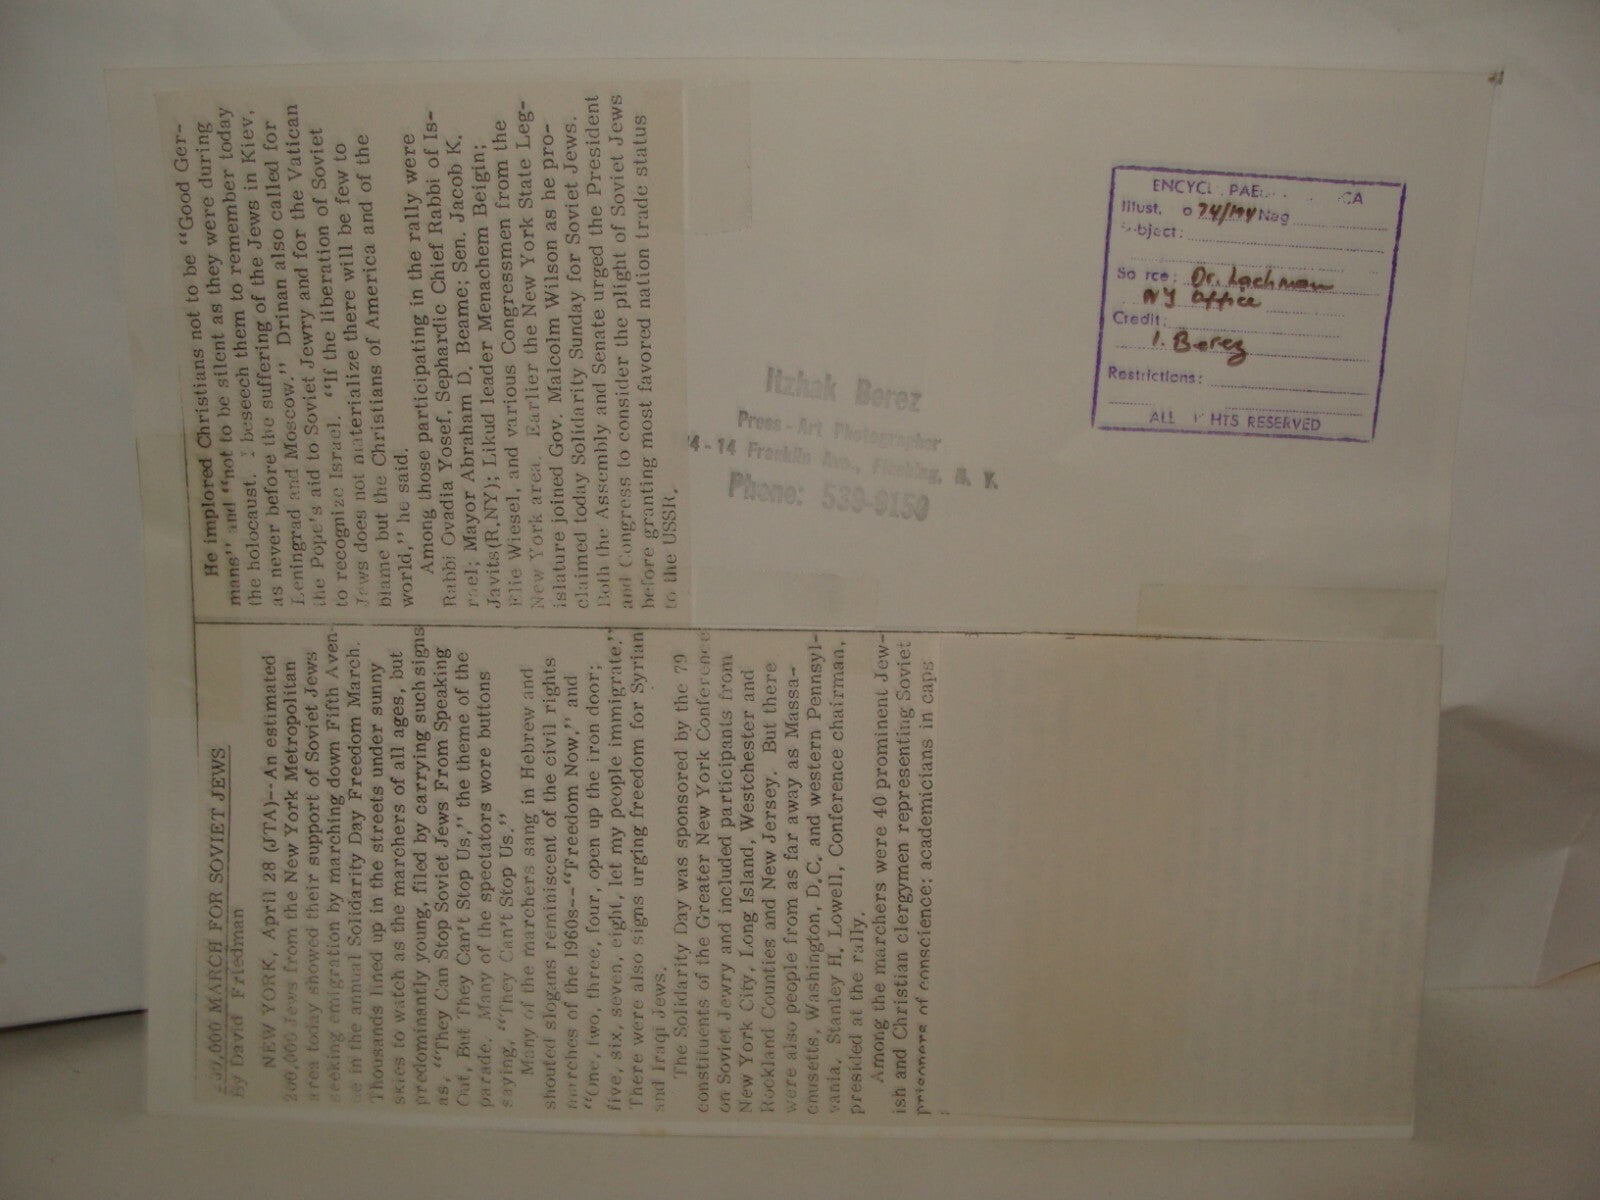 200,000 MARCH FOR SOVIET JEWS
By David Friedman
NEW YORK, April 28 (JTA)--An estimated
200,000 Jews from the New York Metropolitan
area today showed their support of Soviet Jews
seeking emigration by marching down Fifth Aven-
ue in the annual Solidarity Day Freedom March.
Thousands lined up in the streets under sunny
skies to watch as the marchers of all ages, but
predominantly young, filed by carrying such signs
as, "They Can Stop Soviet Jews From Speaking
Out, But They Can't Stop Us," the theme of the
parade. Many of the spectators wore buttons
saying, "They Can't Stop Us."
Many of the marchers sang in Hebrew and
shouted slogans reminiscent of the civil rights
marches of the 1960s--"Freedom Now," and
"One, two, three, four, open up the iron door;
five, six, seven, eight, let my people immigrate."
There were also signs urging freedom for Syrian
and Iraqi Jews.
The Solidarity Day was sponsored by the 79
constituents of the Greater New York Conference
on Soviet Jewry and included participants from
New York City, Long Island, Westchester and
Rockland Counties and New Jersey. But there
were also people from as far away as Massa-
cnusetts, Washington, D.C. and western Pennsyl-
vania. Stanley H. Lowell, Conference chairman,
presided at the rally.
Among the marchers were 40 prominent Jew-
ish and Christian clergymen representing Soviet
prisoners of conscience; academicians in caps
He implored Christians not to be "Good Ger-
mans" and "not to be silent as they were during
the holocaust. I beseech them to remember today
as never before the suffering of the Jews in Kiev,
Leningrad and Moscow." Drinan also called for
the Pope's aid to Soviet Jewry and for the Vatican
to recognize Israel. "If the liberation of Soviet
Jews does not materialize there will be few to
blame but the Christians of America and of the
world," he said.
Among those participating in the rally were
Rabbi Ovadia Yosef, Sephardic Chief Rabbi of Is-
rael; Mayor Abraham D. Beame; Sen. Jacob K.
Javits(R.NY); Likud leader Menachem Beigin;
Elie Wiesel, and various Congressmen from the
New York area. Earlier the New York State Leg-
islature joined Gov. Malcolm Wilson as he pro-
claimed today Solidarity Sunday for Soviet Jews.
Both the Assembly and Senate urged the President
and Congress to consider the plight of Soviet Jews
before granting most favored nation trade status
to the USSR.
Itzhak Berez
Press - Art Photographer
4-14 Franklin Ave., Flushing, N. Y.
Phone: 539-9150
ENCYCL PAE CA
Illust. o 74/194 Neg
bject:
So rce: Dr. Lachman
NY Office
Credit:
I. Berez
Restrictions:
ALL HTS RESERVED